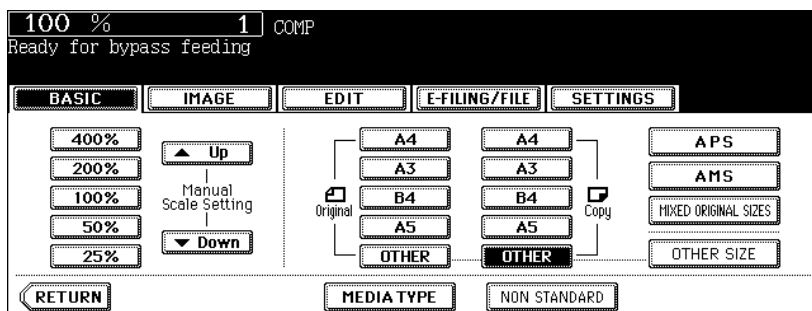 100 % 1 COMP
Ready for bypass feeding
BASIC IMAGE EDIT E-FILING/FILE SETTINGS
400%
200%
100%
50%
25%
Up
Manual
Scale Setting
Down
Original
A4
A3
B4
A5
OTHER
A4
A3
B4
A5
OTHER
Copy
APS
AMS
MIXED ORIGINAL SIZES
OTHER SIZE
RETURN MEDIA TYPE NON STANDARD